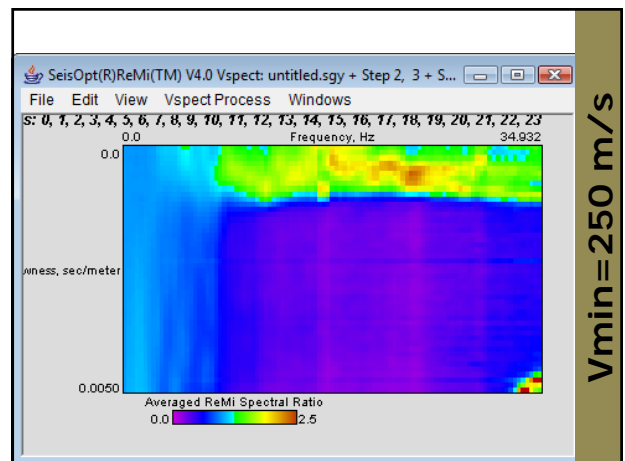 SeisOpt(R)ReMi(TM) V4.0 Vspect: untitled.sgy + Step 2, 3 + S...
File Edit View Vspect Process Windows
s: 0, 1, 2, 3, 4, 5, 6, 7, 8, 9, 10, 11, 12, 13, 14, 15, 16, 17, 18, 19, 20, 21, 22, 23
0.0 Frequency, Hz 34.932
0.0
wness, sec/meter
0.0050
Averaged ReMi Spectral Ratio
0.0 2.5
Vmin=250 m/s